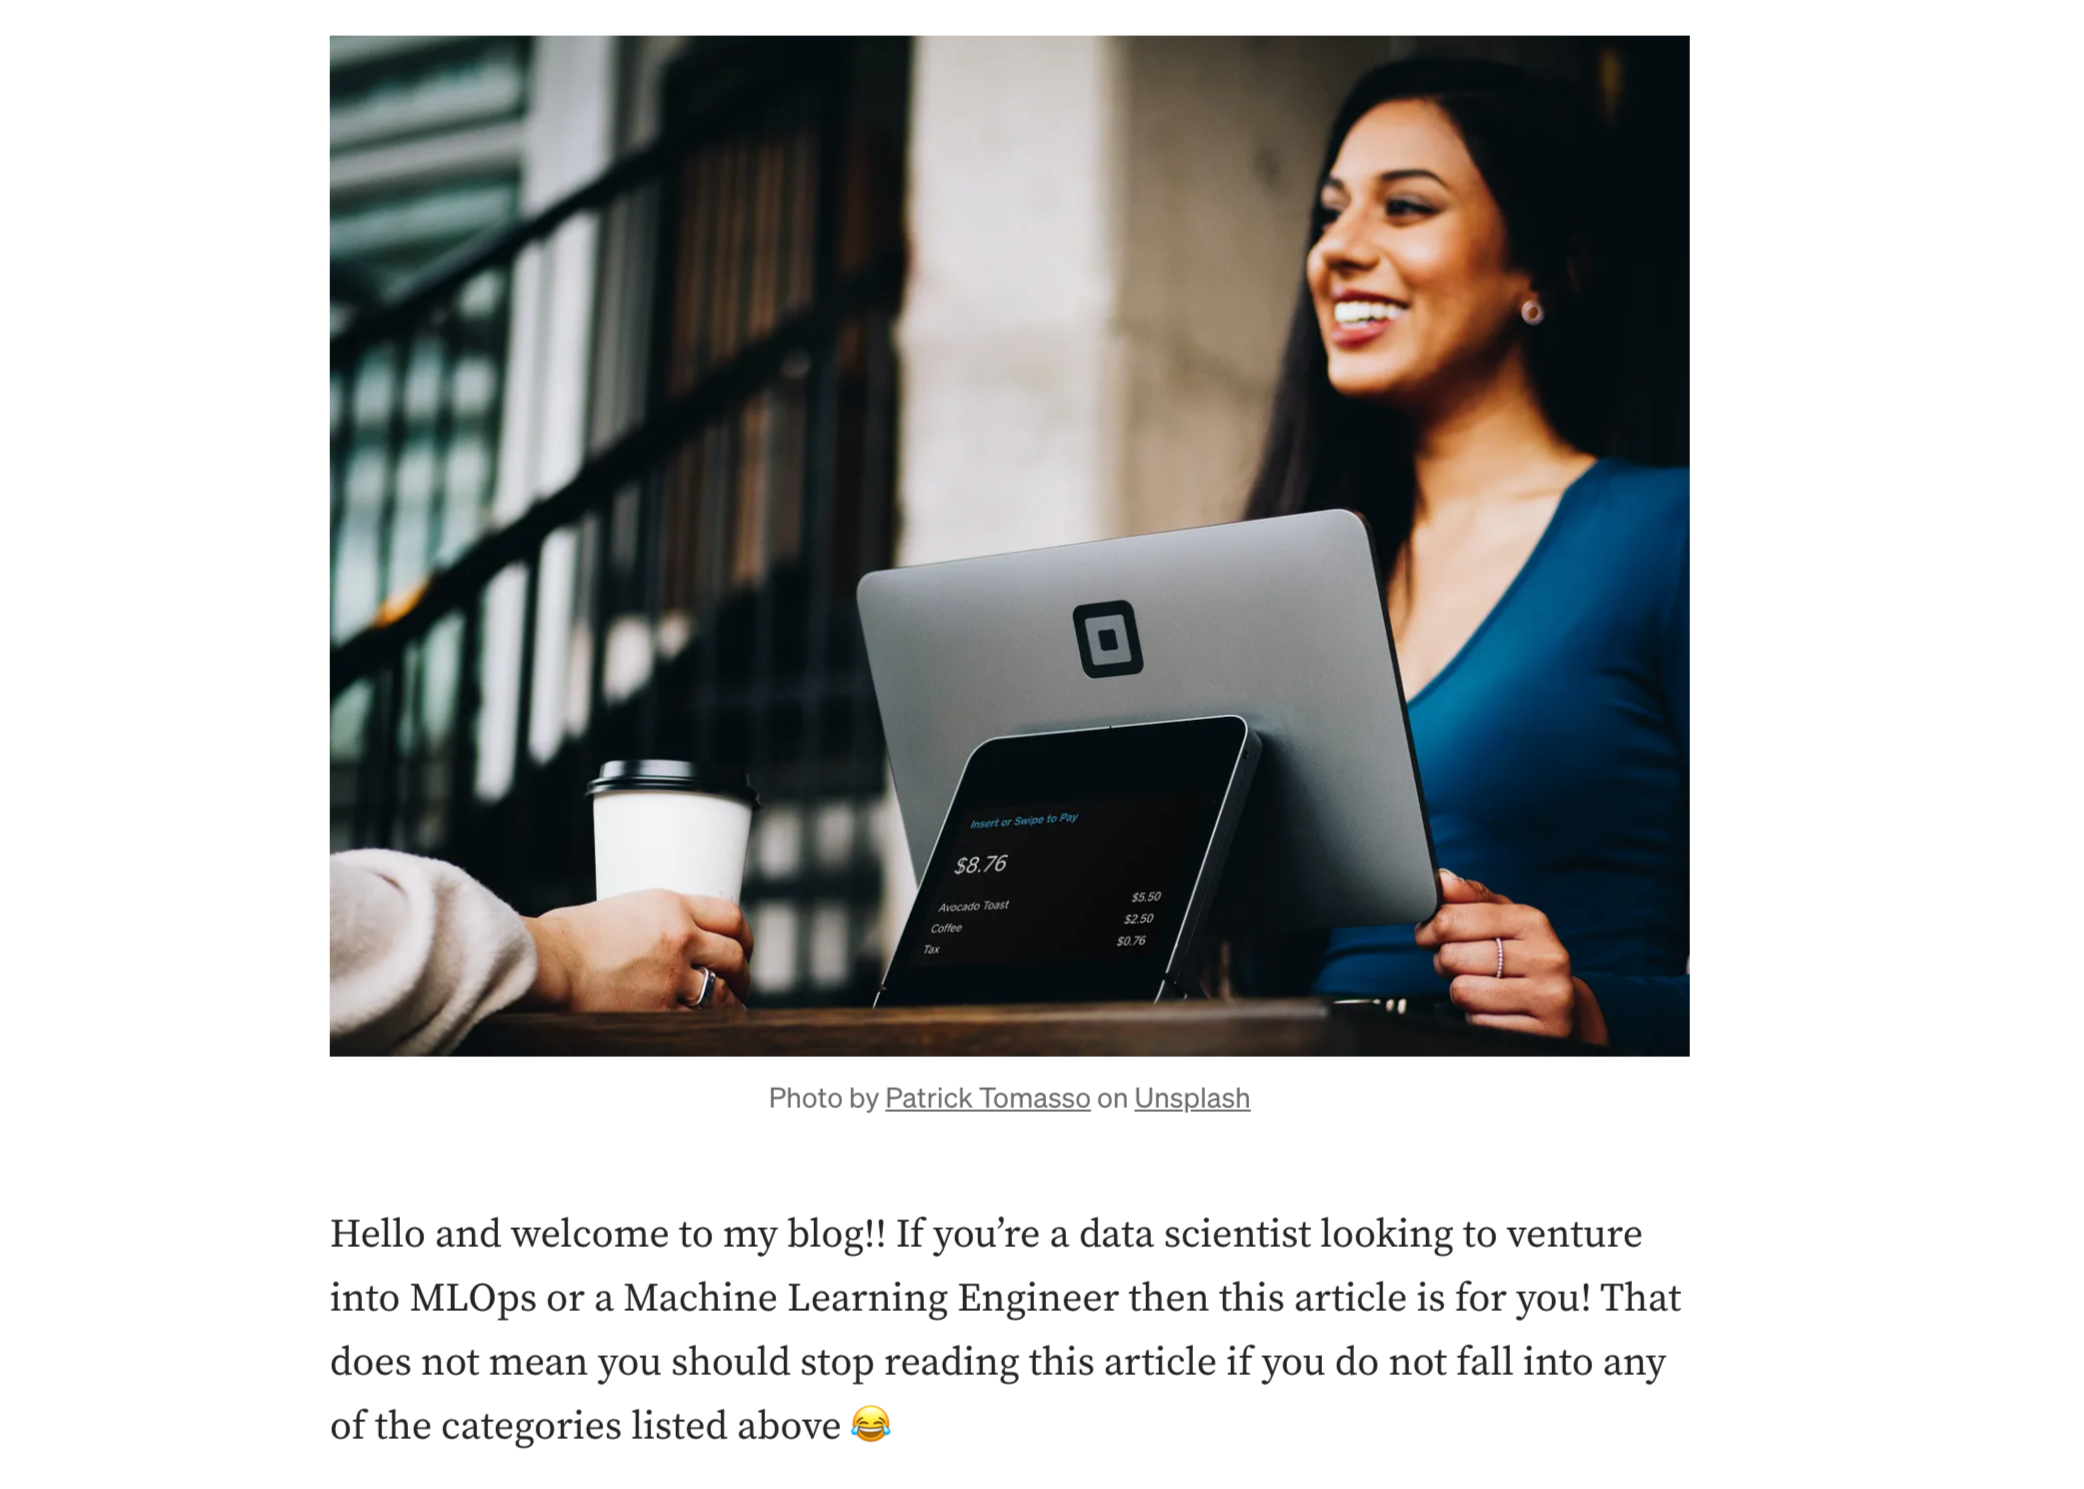 Insert or Swipe to Pay
$8.76
Avocado Toast $5.50
Coffee $2.50
Tax $0.76
Photo by Patrick Tomasso on Unsplash
Hello and welcome to my blog!! If you’re a data scientist looking to venture
into MLOps or a Machine Learning Engineer then this article is for you! That
does not mean you should stop reading this article if you do not fall into any
of the categories listed above 😂